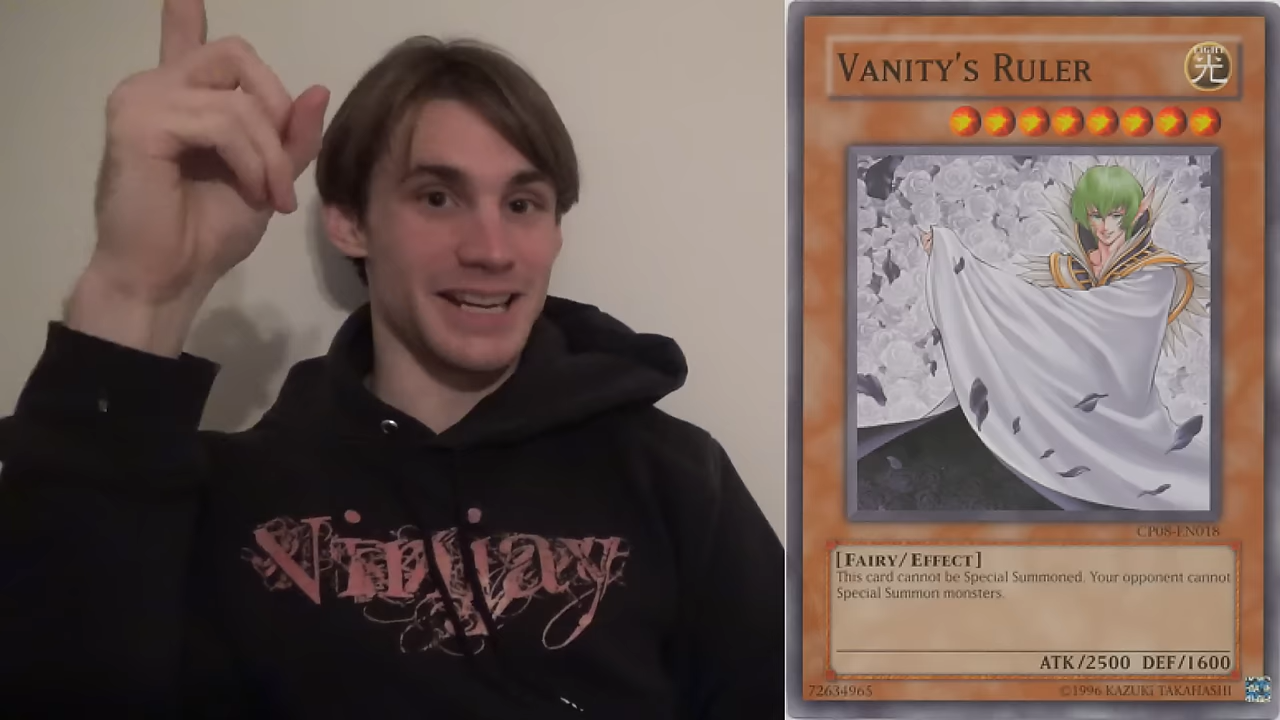 Vinjay
VANITY'S RULER
LIGHT
光
CP08-EN018
[FAIRY/EFFECT]
This card cannot be Special Summoned. Your opponent cannot
Special Summon monsters.
ATK/2500 DEF/1600
72634965
©1996 KAZUKI TAKAHASHI